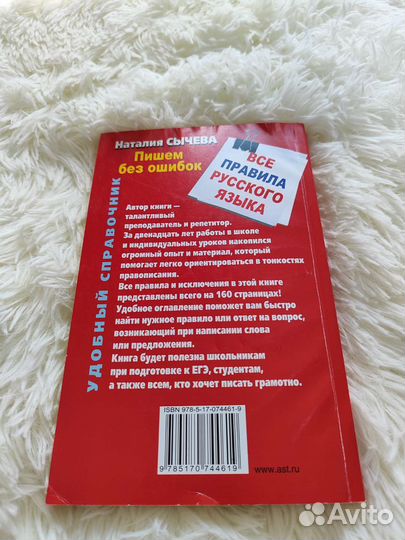 Наталия СЫЧЕВА
Пишем
без ошибок
ВСЕ
ПРАВИЛА
РУССКОГО
ЯЗЫКА
УДОБНЫЙ СПРАВОЧНИК
Автор книги –
талантливый
преподаватель и репетитор.
За двенадцать лет работы в школе
и индивидуальных уроков накопился
огромный опыт и материал, который
помогает легко ориентироваться в тонкостях
правописания.
Все правила и исключения в этой книге
представлены всего на 160 страницах!
Удобное оглавление поможет вам быстро
найти нужное правило или ответ на вопрос,
возникающий при написании слова
или предложения.
Книга будет полезна школьникам
при подготовке к ЕГЭ, студентам,
а также всем, кто хочет писать грамотно.
ISBN 978-5-17-074461-9
9 785170 744619
www.ast.ru
Avito